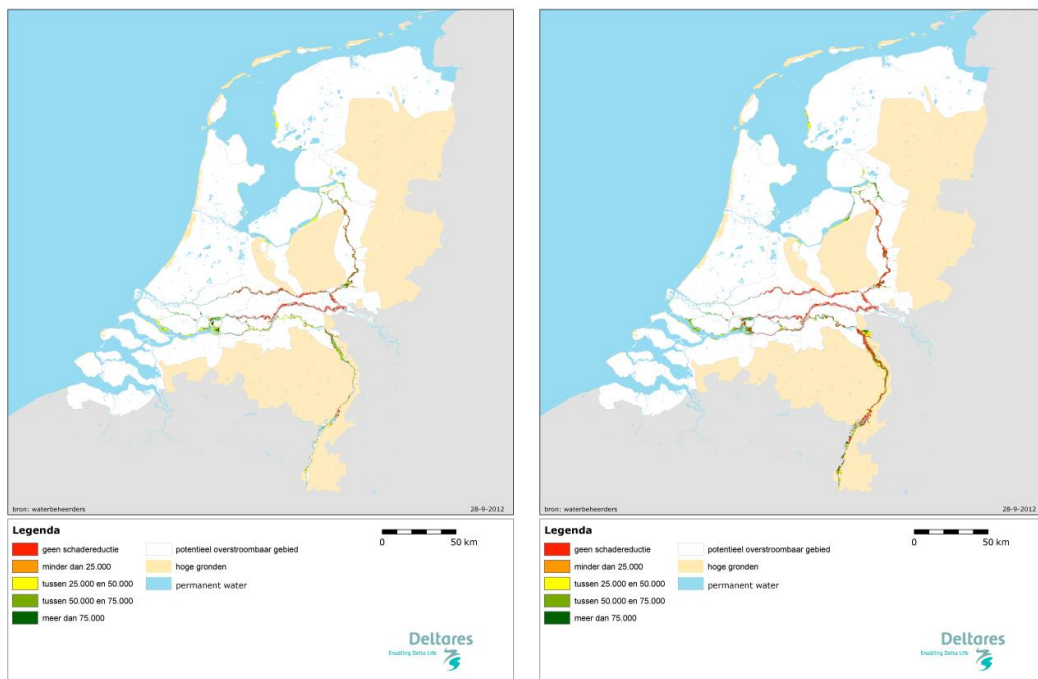 bron: waterbeheerders 28-9-2012
Legenda
geen schadereductie
minder dan 25.000
tussen 25.000 en 50.000
tussen 50.000 en 75.000
meer dan 75.000
potentieel overstroombaar gebied
hoge gronden
permanent water
0 50 km
Deltares
Enabling Delta Life
bron: waterbeheerders 28-9-2012
Legenda
geen schadereductie
minder dan 25.000
tussen 25.000 en 50.000
tussen 50.000 en 75.000
meer dan 75.000
potentieel overstroombaar gebied
hoge gronden
permanent water
0 50 km
Deltares
Enabling Delta Life